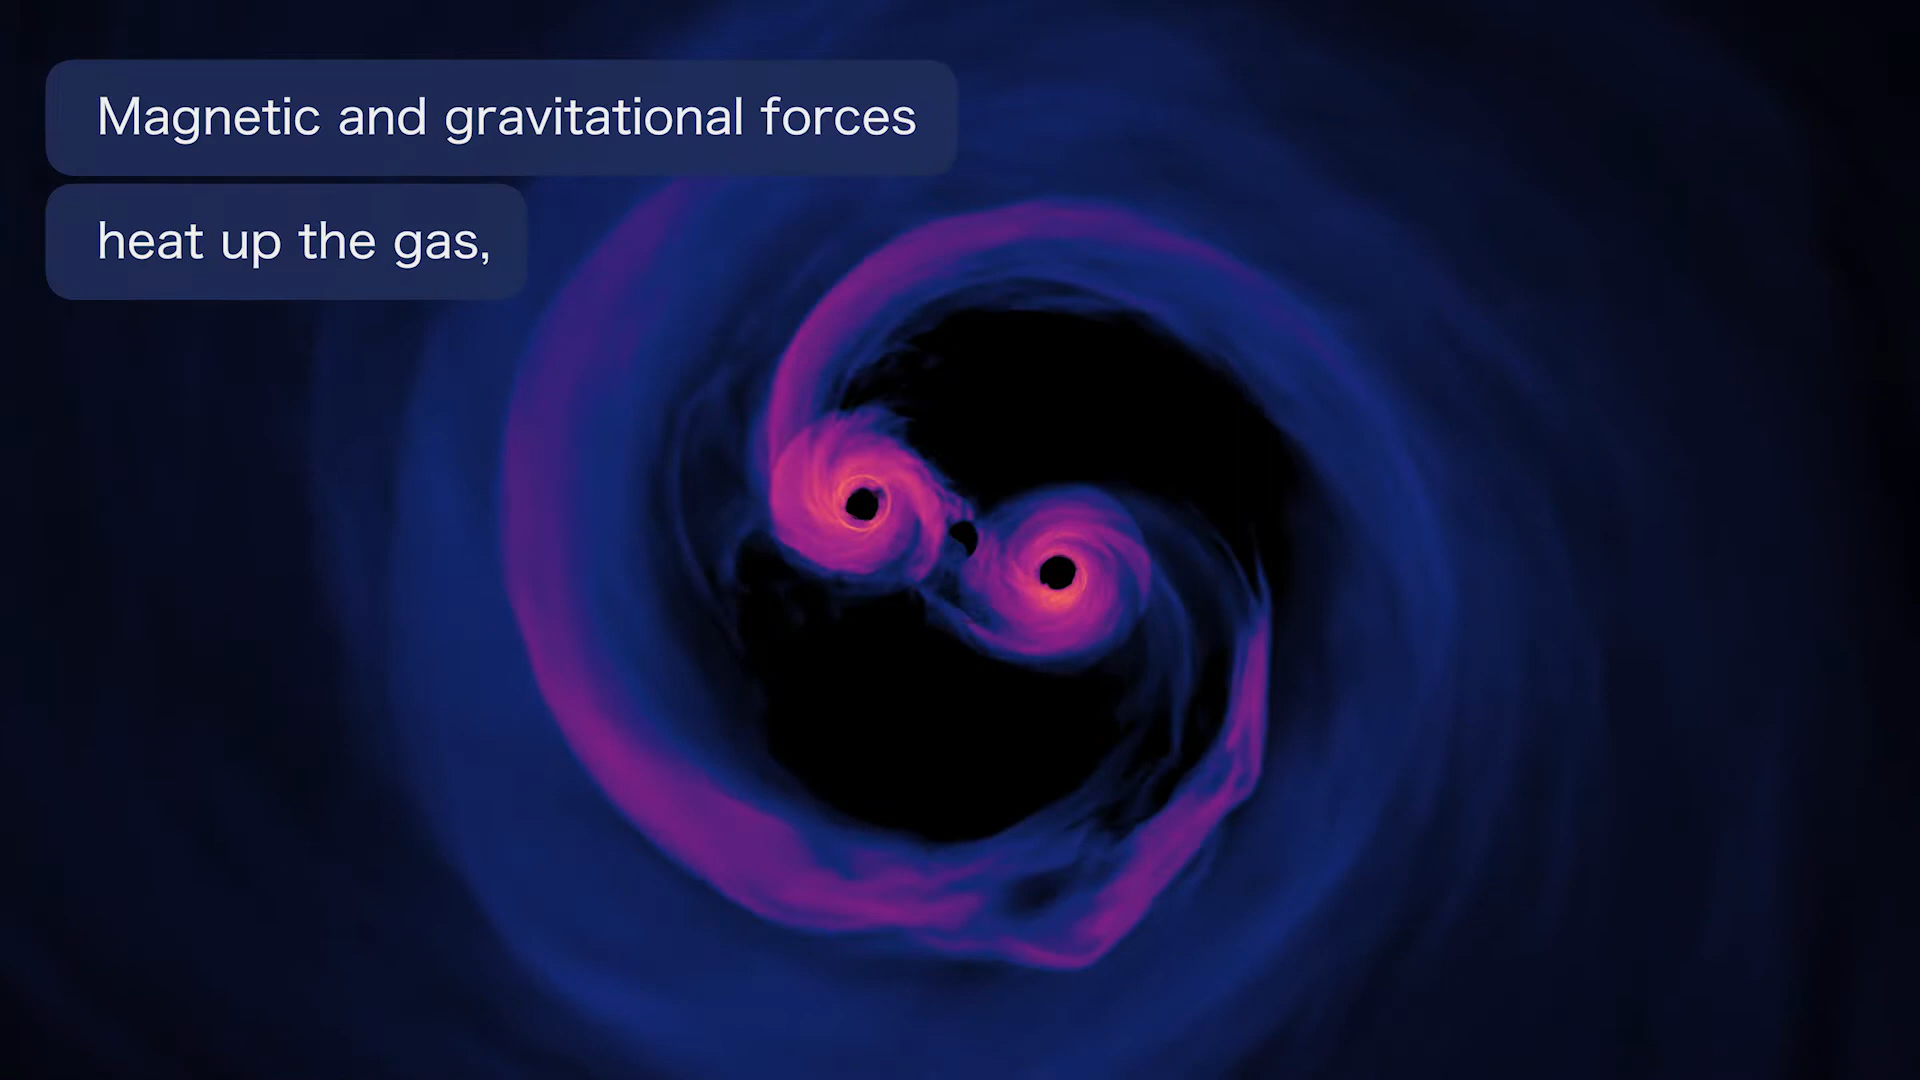 Magnetic and gravitational forces
heat up the gas,